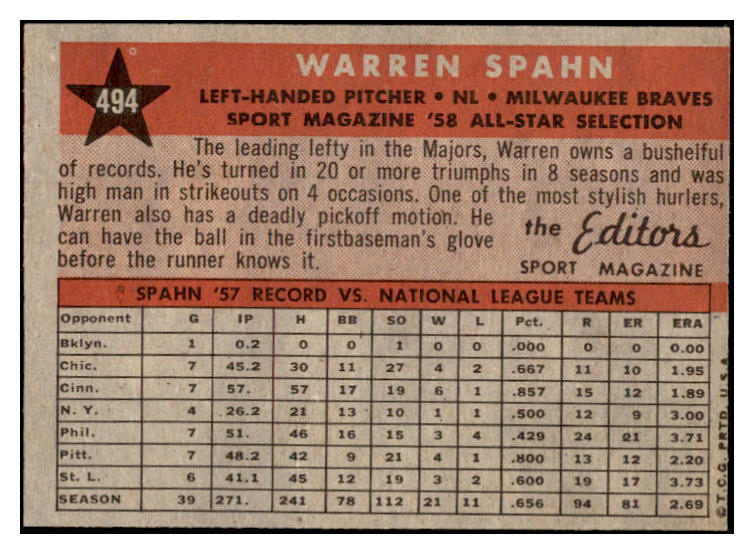 494
WARREN SPAHN
LEFT-HANDED PITCHER • NL • MILWAUKEE BRAVES
SPORT MAGAZINE '58 ALL-STAR SELECTION
The leading lefty in the Majors, Warren owns a bushelful
of records. He's turned in 20 or more triumphs in 8 seasons and was
high man in strikeouts on 4 occasions. One of the most stylish hurlers,
Warren also has a deadly pickoff motion. He
can have the ball in the firstbaseman's glove
before the runner knows it.
the Editors
SPORT MAGAZINE
SPAHN '57 RECORD VS. NATIONAL LEAGUE TEAMS
Opponent G IP H BB SO W L Pct. R ER ERA
Bklyn. 1 0.2 0 0 1 0 0 .000 0 0 0.00
Chic. 7 45.2 30 11 27 4 2 .667 11 10 1.95
Cinn. 7 57. 57 17 19 6 1 .857 15 12 1.89
N. Y. 4 26.2 21 13 10 1 1 .500 12 9 3.00
Phil. 7 51. 46 16 15 3 4 .429 24 21 3.71
Pitt. 7 48.2 42 9 21 4 1 .800 13 12 2.20
St. L. 6 41.1 45 12 19 3 2 .600 19 17 3.73
SEASON 39 271. 241 78 112 21 11 .656 94 81 2.69
© T.C.G. PRTD. U.S.A.